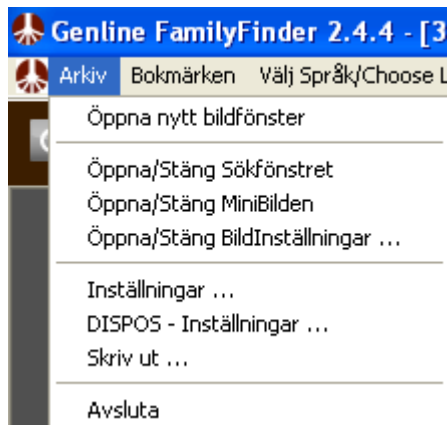 Genline FamilyFinder 2.4.4 - [3
Arkiv Bokmärken Välj Språk/Choose L
Öppna nytt bildfönster
Öppna/Stäng Sökfönstret
Öppna/Stäng MiniBilden
Öppna/Stäng BildInställningar ...
Inställningar ...
DISPOS - Inställningar ...
Skriv ut ...
Avsluta